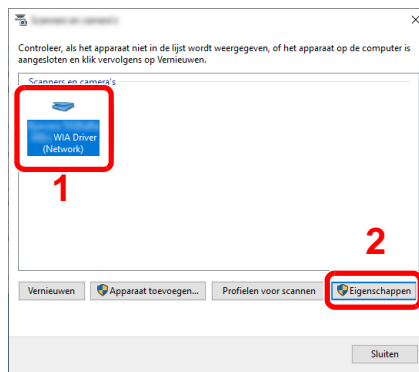 Controleer, als het apparaat niet in de lijst wordt weergegeven, of het apparaat op de computer is
aangesloten en klik vervolgens op Vernieuwen.
Scanners en camera's
WIA Driver
(Network)
1
2
Vernieuwen
Apparaat toevoegen...
Profielen voor scannen
Eigenschappen
Sluiten